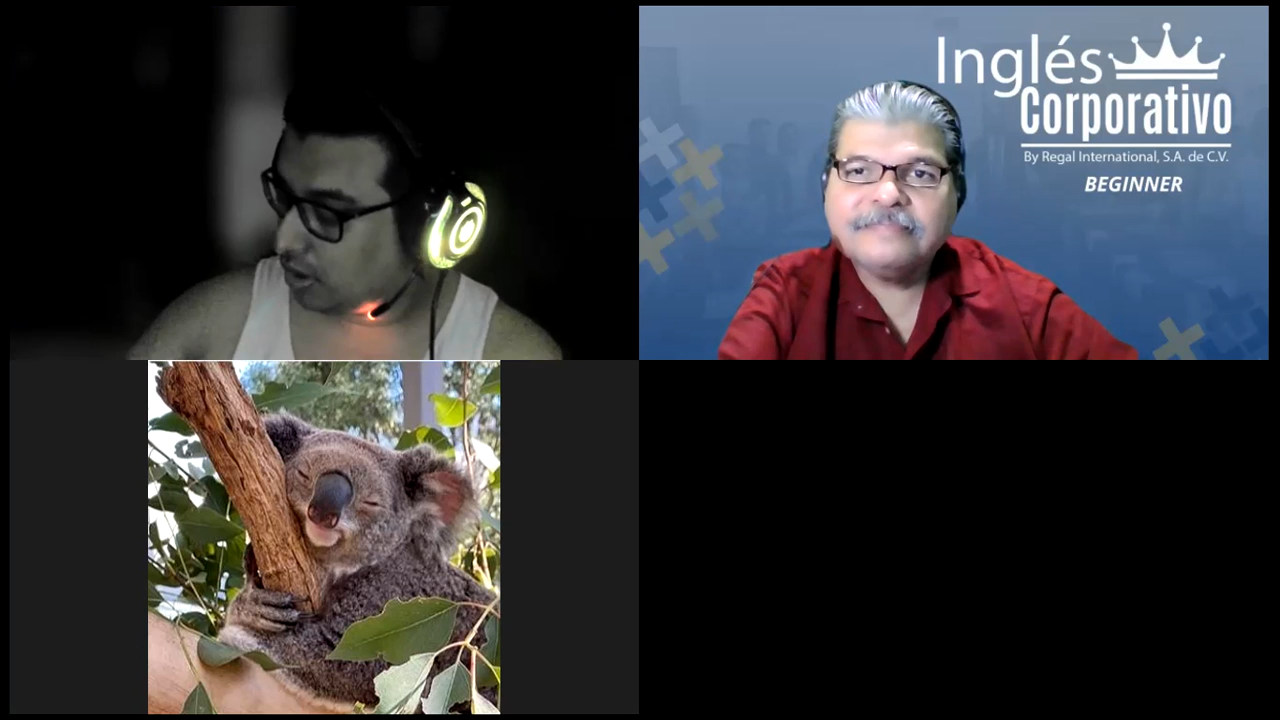 Inglés
Corporativo
By Regal International, S.A. de C.V.
BEGINNER